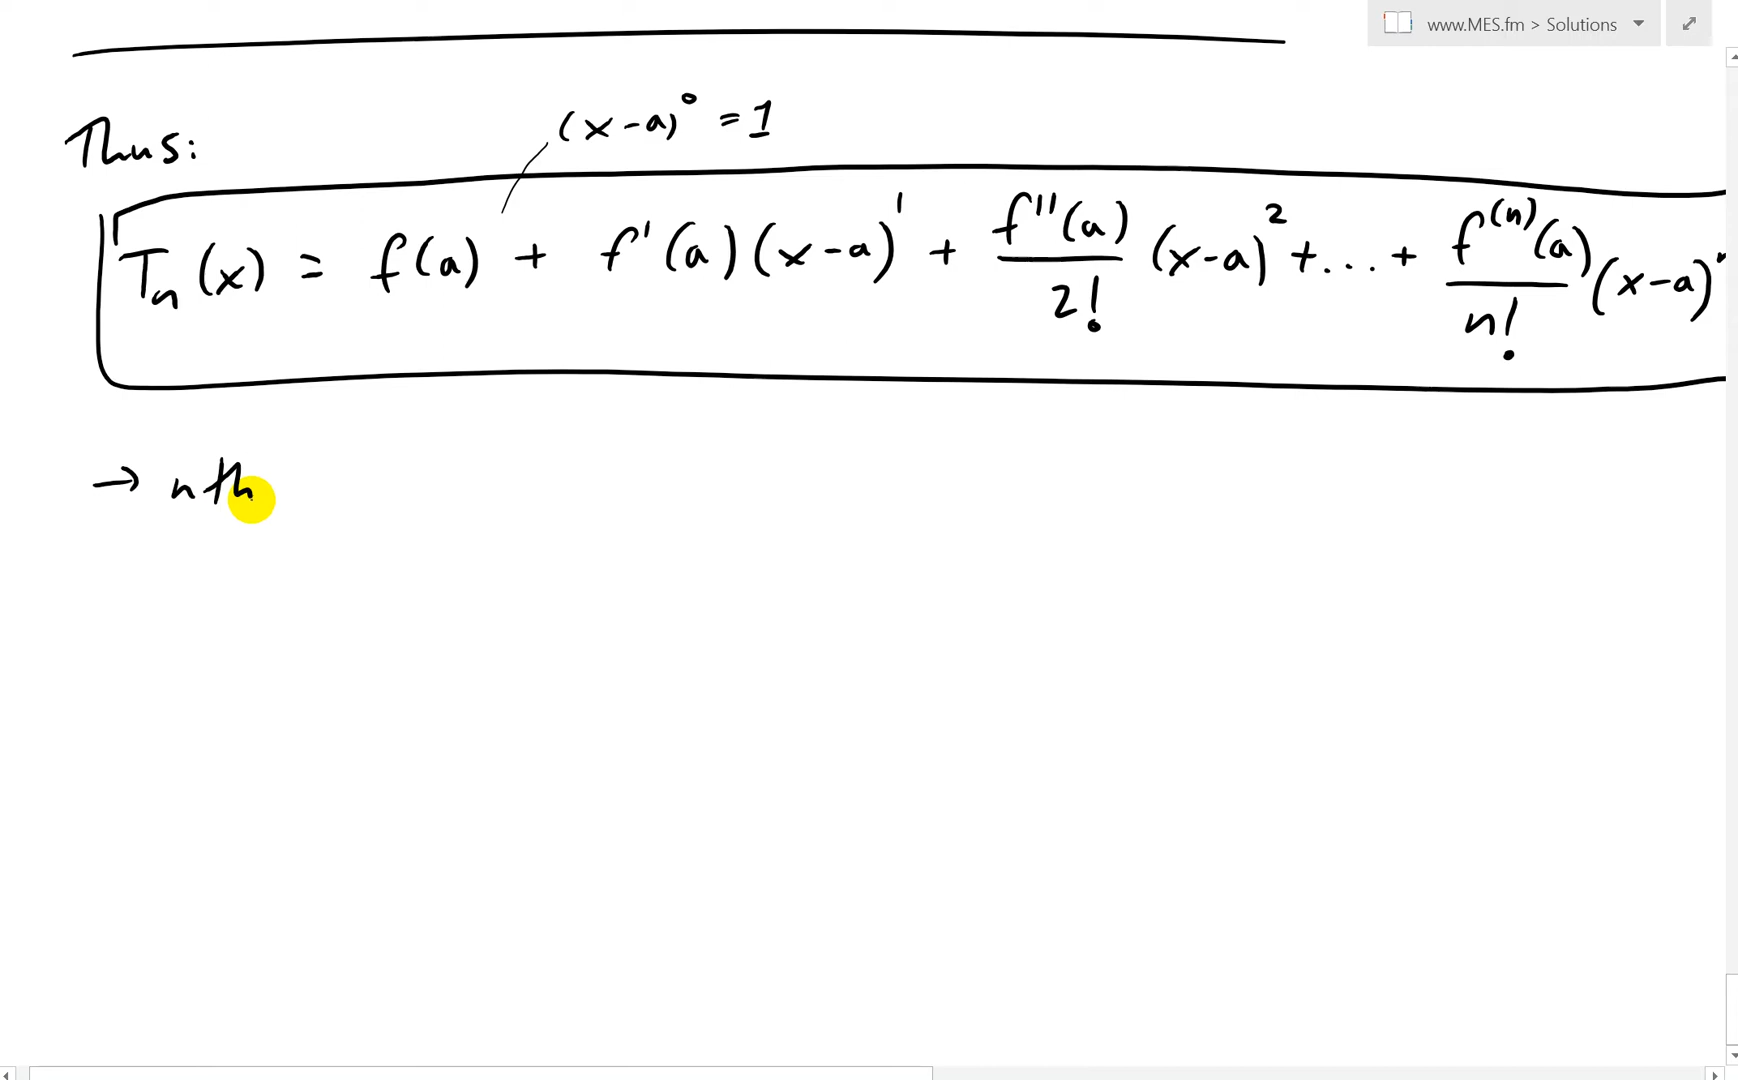 www.MES.fm > Solutions
(x-a)⁰ = 1
Thus:
Tₙ(x) = f(a) + f'(a)(x-a)¹ + f''(a)/2! (x-a)² + ... + f⁽ⁿ⁾(a)/n! (x-a)ⁿ
→ nth